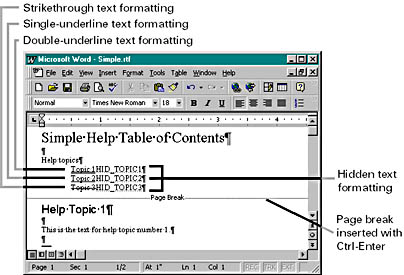 Strikethrough text formatting
Single-underline text formatting
Double-underline text formatting
Microsoft Word - Simple.rtf
File Edit View Insert Format Tools Table Window Help
Normal Times New Roman 18 B I U
1 2 3 4
Simple·Help·Table·of·Contents¶
Help topics¶
Topic·1HID_TOPIC1¶
Topic·2HID_TOPIC2¶
Topic·3HID_TOPIC3¶
Hidden text
formatting
Page Break
Help·Topic·1¶
¶
This is the text for help topic number 1.¶
Page break
inserted with
Ctrl-Enter
Page 1 Sec 1 1/2 At 1" Ln 1 Col 1 REC TRK EXT